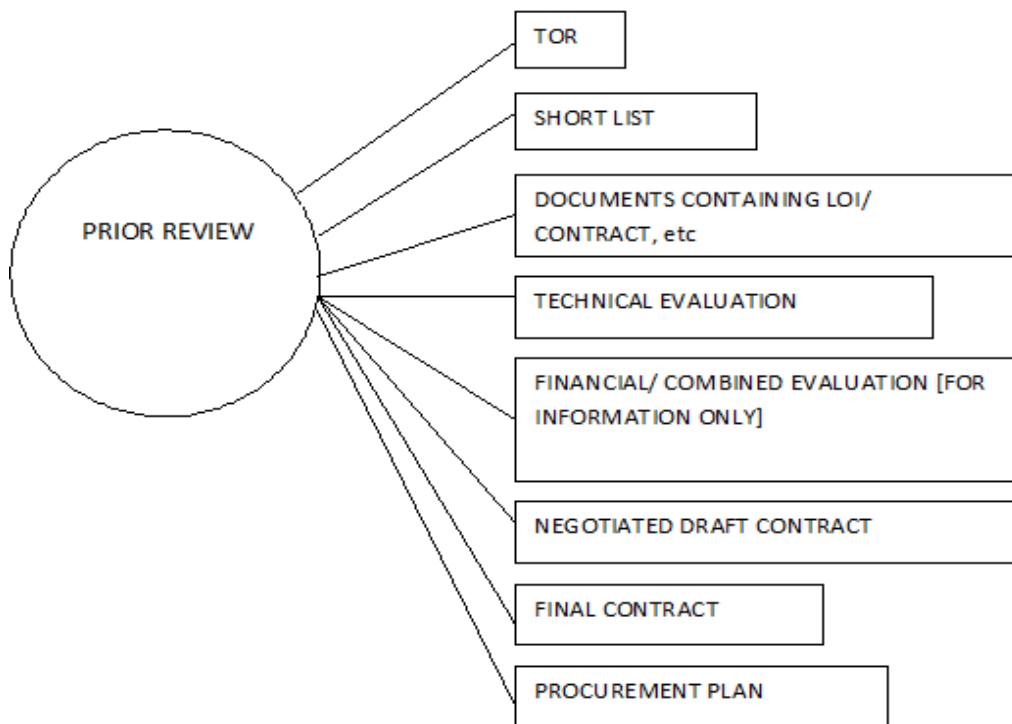 TOR
SHORT LIST
PRIOR REVIEW
DOCUMENTS CONTAINING LOI/
CONTRACT, etc
TECHNICAL EVALUATION
FINANCIAL/ COMBINED EVALUATION [FOR
INFORMATION ONLY]
NEGOTIATED DRAFT CONTRACT
FINAL CONTRACT
PROCUREMENT PLAN